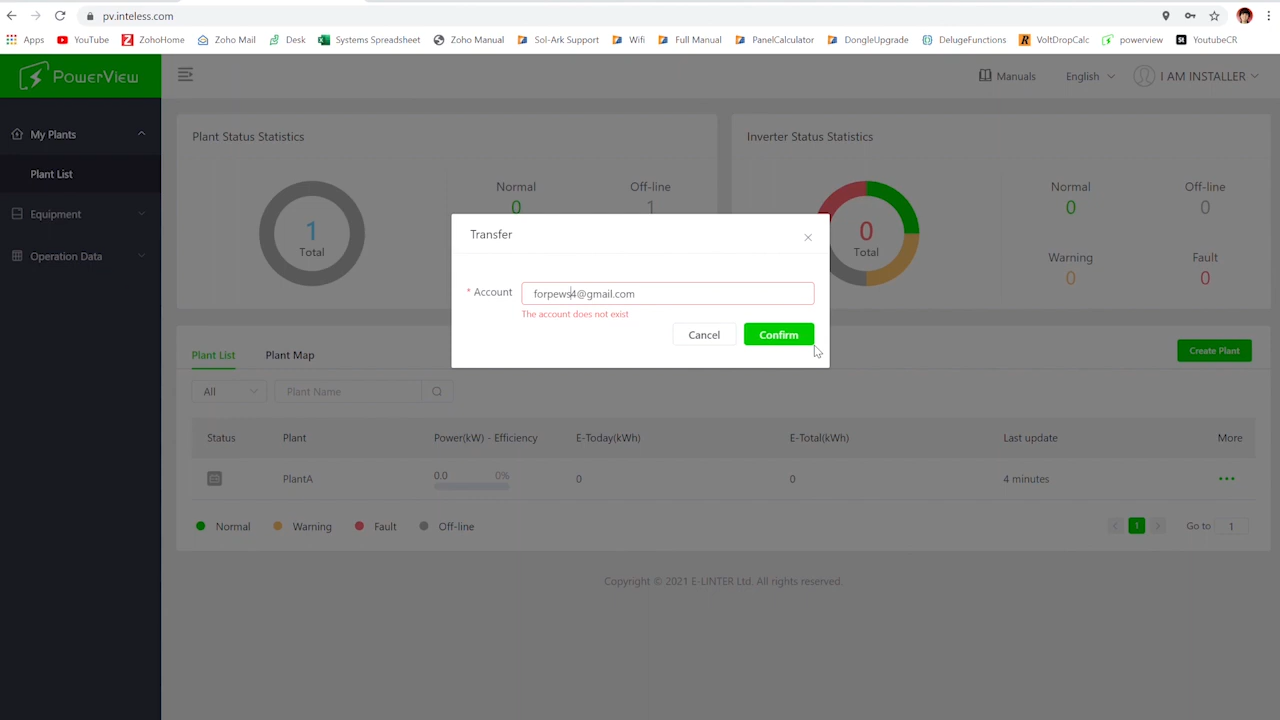 pv.inteless.com
Apps YouTube ZohoHome Zoho Mail Desk Systems Spreadsheet Zoho Manual Sol-Ark Support Wifi Full Manual PanelCalculator DongleUpgrade DelugeFunctions VoltDropCalc powerview YoutubeCR
POWERVIEW
Manuals English I AM INSTALLER
My Plants
Plant List
Equipment
Operation Data
Plant Status Statistics
1
Total
Normal Off-line
0 1
Inverter Status Statistics
0
Total
Normal Off-line
0 0
Warning Fault
0 0
Transfer
* Account forpews4@gmail.com
The account does not exist
Cancel Confirm
Plant List Plant Map Create Plant
All Plant Name
Status Plant Power(kW) - Efficiency E-Today(kWh) E-Total(kWh) Last update More
PlantA 0.0 0% 0 0 4 minutes
Normal Warning Fault Off-line 1 Go to 1
Copyright © 2021 E-LINTER Ltd. All rights reserved.